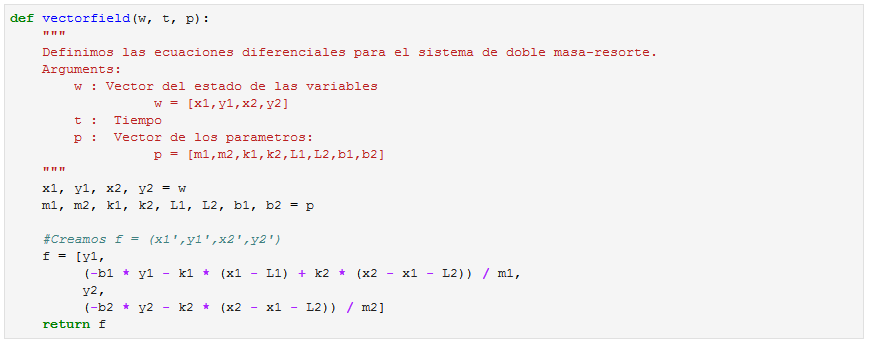 def vectorfield(w, t, p):
    """
    Definimos las ecuaciones diferenciales para el sistema de doble masa-resorte.
    Arguments:
        w : Vector del estado de las variables
                  w = [x1,y1,x2,y2]
        t :  Tiempo
        p :  Vector de los parametros:
                  p = [m1,m2,k1,k2,L1,L2,b1,b2]
    """
    x1, y1, x2, y2 = w
    m1, m2, k1, k2, L1, L2, b1, b2 = p

    #Creamos f = (x1',y1',x2',y2')
    f = [y1,
         (-b1 * y1 - k1 * (x1 - L1) + k2 * (x2 - x1 - L2)) / m1,
         y2,
         (-b2 * y2 - k2 * (x2 - x1 - L2)) / m2]
    return f